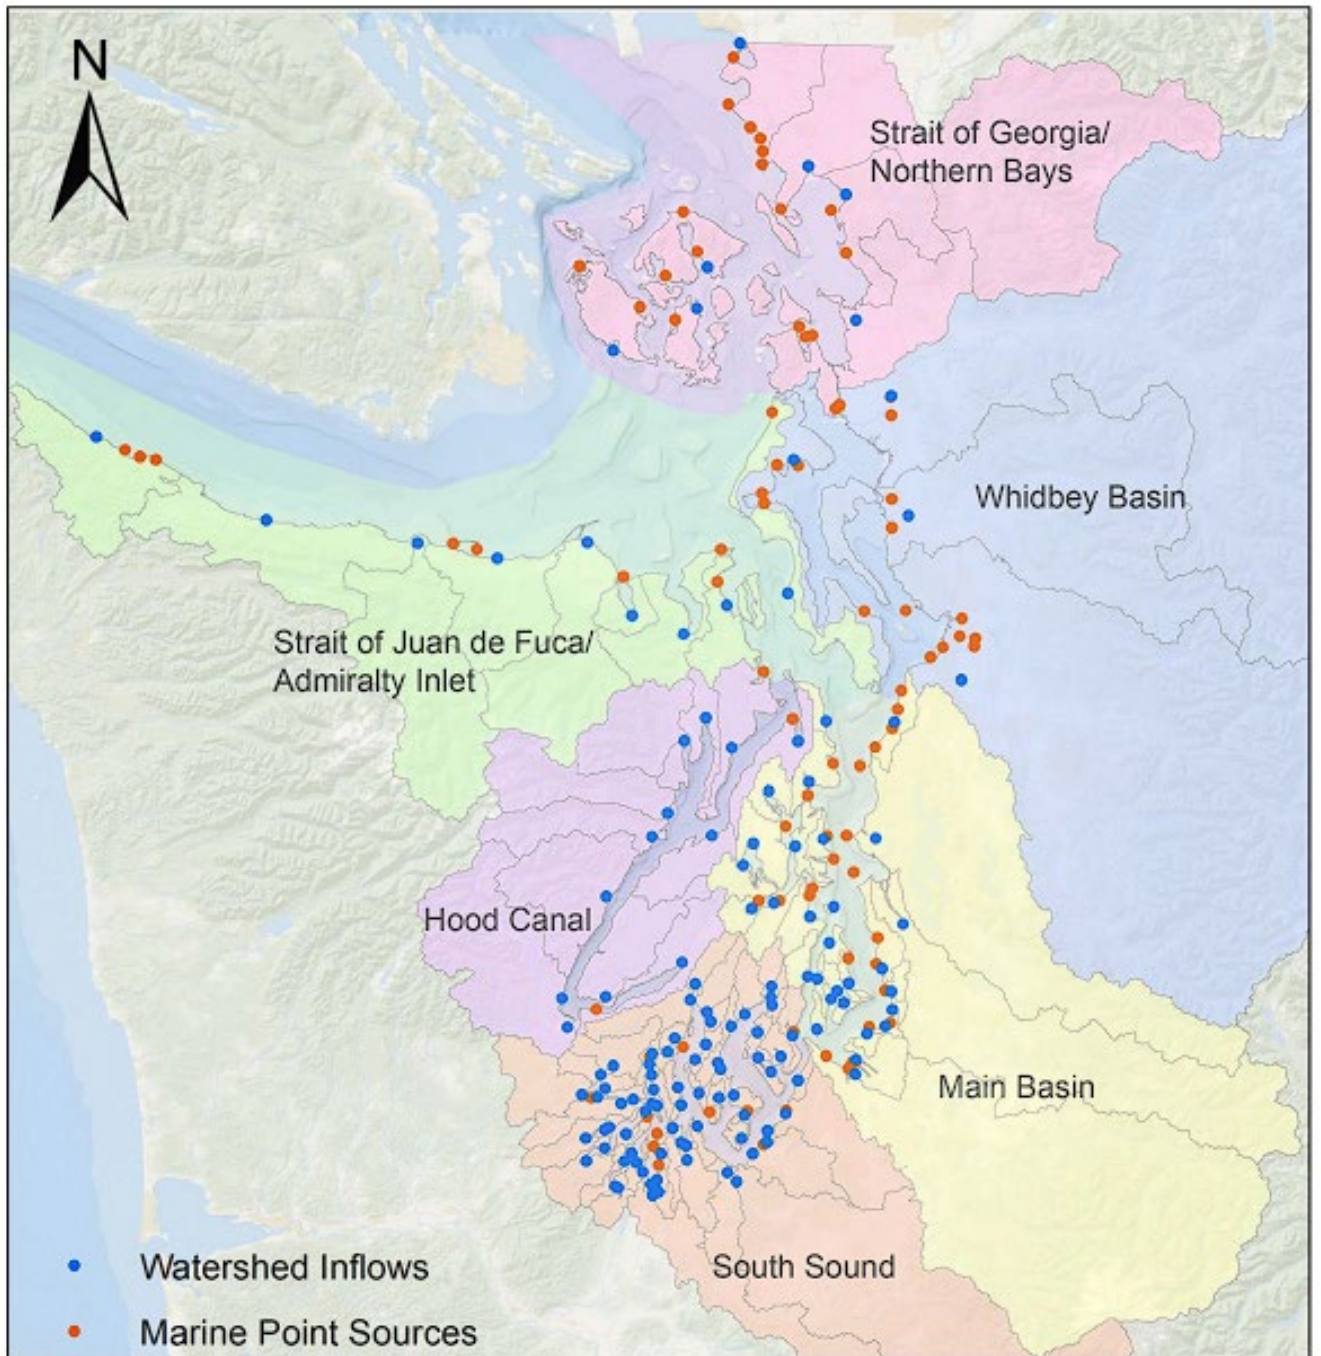 N
Strait of Georgia/
Northern Bays
Whidbey Basin
Strait of Juan de Fuca/
Admiralty Inlet
Hood Canal
Main Basin
South Sound
Watershed Inflows
Marine Point Sources